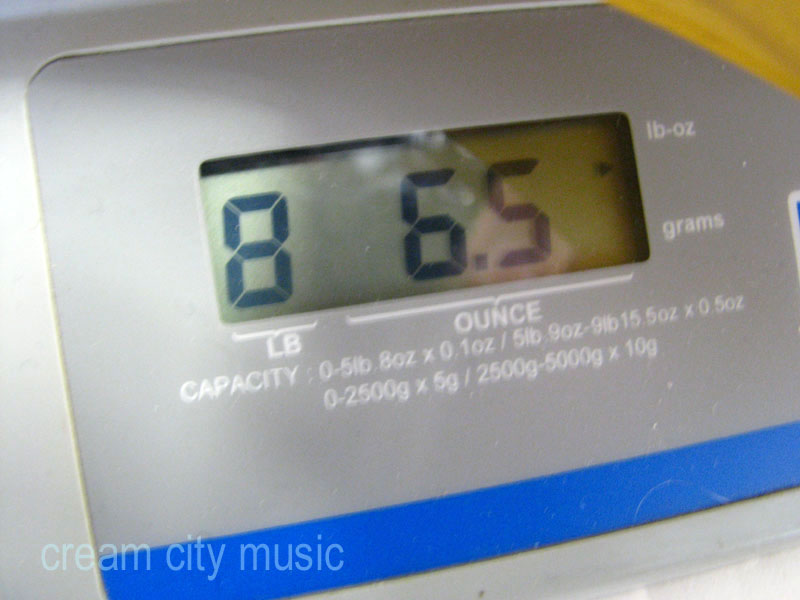 lb-oz
8 6.5
grams
LB OUNCE
CAPACITY : 0-5lb 8oz x 0.1oz / 5lb 9oz-9lb15.5oz x 0.5oz
0-2500g x 5g / 2500g-5000g x 10g
cream city music